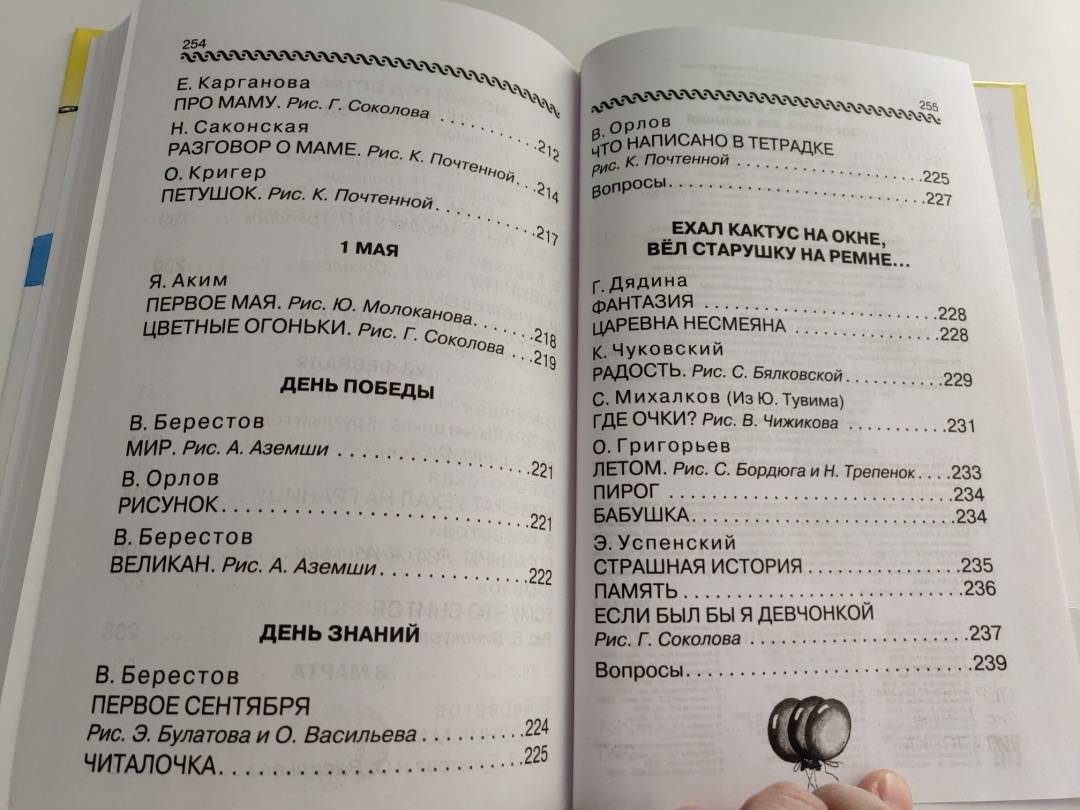 254
Е. Карганова
ПРО МАМУ. Рис. Г. Соколова . . . . . . . . . . . .212
Н. Саконская
РАЗГОВОР О МАМЕ. Рис. К. Почтенной. . .214
О. Кригер
ПЕТУШОК. Рис. К. Почтенной. . . . . . . . . . .217
1 МАЯ
Я. Аким
ПЕРВОЕ МАЯ. Рис. Ю. Молоканова. . . . . . .218
ЦВЕТНЫЕ ОГОНЬКИ. Рис. Г. Соколова . . .219
ДЕНЬ ПОБЕДЫ
В. Берестов
МИР. Рис. А. Аземши . . . . . . . . . . . . . . . . . .221
В. Орлов
РИСУНОК. . . . . . . . . . . . . . . . . . . . . . . . . . . .221
В. Берестов
ВЕЛИКАН. Рис. А. Аземши. . . . . . . . . . . . . .222
ДЕНЬ ЗНАНИЙ
В. Берестов
ПЕРВОЕ СЕНТЯБРЯ
Рис. Э. Булатова и О. Васильева . . . . . . . . . .224
ЧИТАЛОЧКА. . . . . . . . . . . . . . . . . . . . . . . . .225
255
В. Орлов
ЧТО НАПИСАНО В ТЕТРАДКЕ
Рис. К. Почтенной . . . . . . . . . . . . . . . . . . .225
Вопросы. . . . . . . . . . . . . . . . . . . . . . . . . . .227
ЕХАЛ КАКТУС НА ОКНЕ,
ВЁЛ СТАРУШКУ НА РЕМНЕ...
Г. Дядина
ФАНТАЗИЯ . . . . . . . . . . . . . . . . . . . . . . . .228
ЦАРЕВНА НЕСМЕЯНА . . . . . . . . . . . . . . . .228
К. Чуковский
РАДОСТЬ. Рис. С. Бялковской. . . . . . . . . . .229
С. Михалков (Из Ю. Тувима)
ГДЕ ОЧКИ? Рис. В. Чижикова . . . . . . . . . . .231
О. Григорьев
ЛЕТОМ. Рис. С. Бордюга и Н. Трепенок. . . .233
ПИРОГ . . . . . . . . . . . . . . . . . . . . . . . . . . . .234
БАБУШКА. . . . . . . . . . . . . . . . . . . . . . . . . .234
Э. Успенский
СТРАШНАЯ ИСТОРИЯ . . . . . . . . . . . . . . . .235
ПАМЯТЬ . . . . . . . . . . . . . . . . . . . . . . . . . . .236
ЕСЛИ БЫЛ БЫ Я ДЕВЧОНКОЙ
Рис. Г. Соколова . . . . . . . . . . . . . . . . . . . . . .237
Вопросы. . . . . . . . . . . . . . . . . . . . . . . . . . . .239